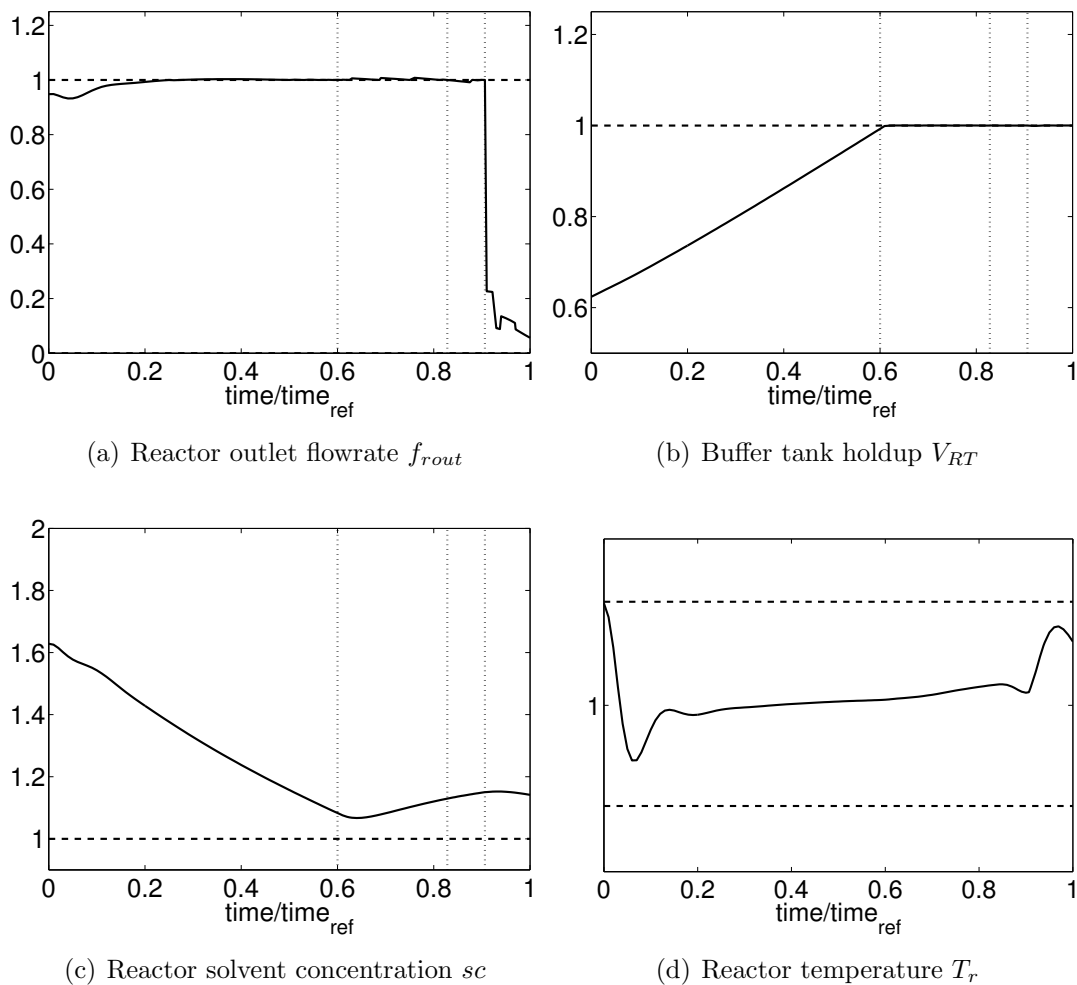 1.2
1
0.8
0.6
0.4
0.2
0
0 0.2 0.4 0.6 0.8 1
time/time_ref
(a) Reactor outlet flowrate f_rout
1.2
1
0.8
0.6
0 0.2 0.4 0.6 0.8 1
time/time_ref
(b) Buffer tank holdup V_RT
2
1.8
1.6
1.4
1.2
1
0 0.2 0.4 0.6 0.8 1
time/time_ref
(c) Reactor solvent concentration sc
1
0 0.2 0.4 0.6 0.8 1
time/time_ref
(d) Reactor temperature T_r